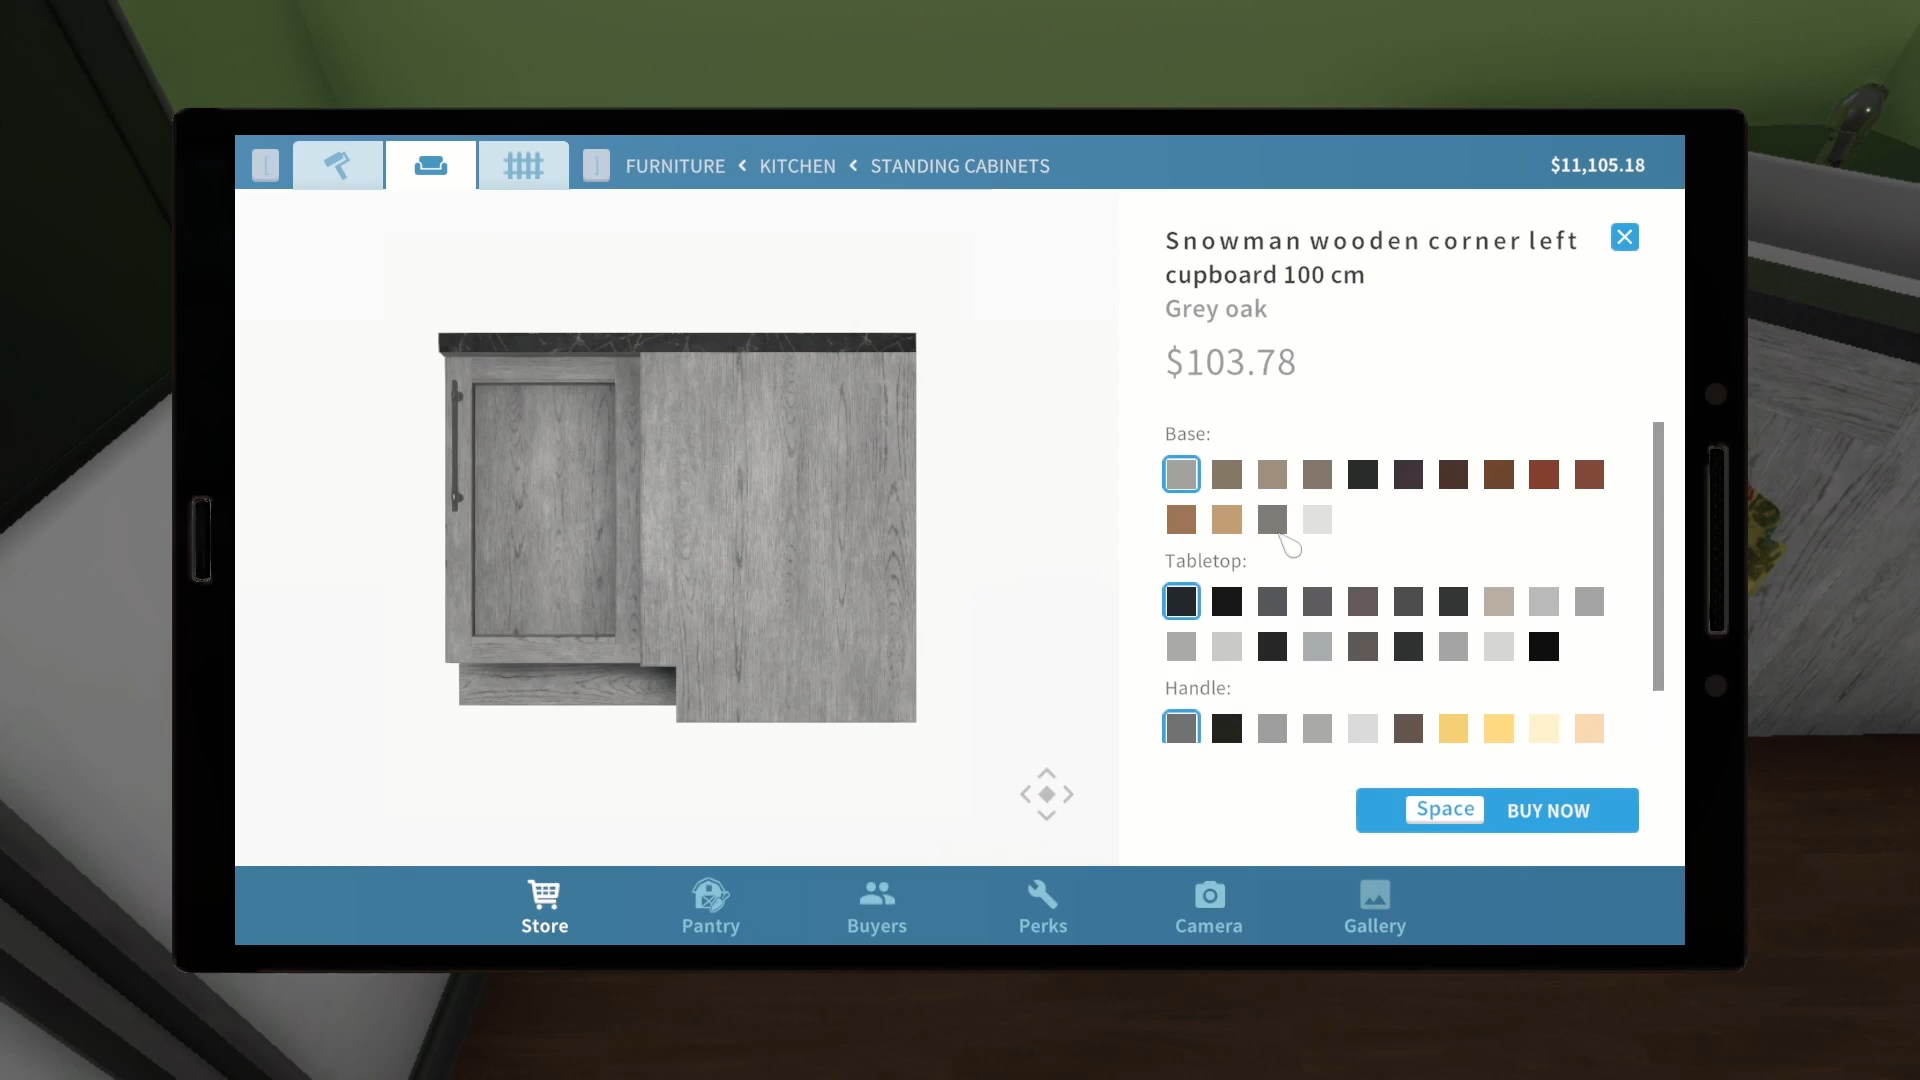 [
]
FURNITURE < KITCHEN < STANDING CABINETS
$11,105.18
Snowman wooden corner left
cupboard 100 cm
Grey oak
$103.78
Base:
Tabletop:
Handle:
Space BUY NOW
Store
Pantry
Buyers
Perks
Camera
Gallery